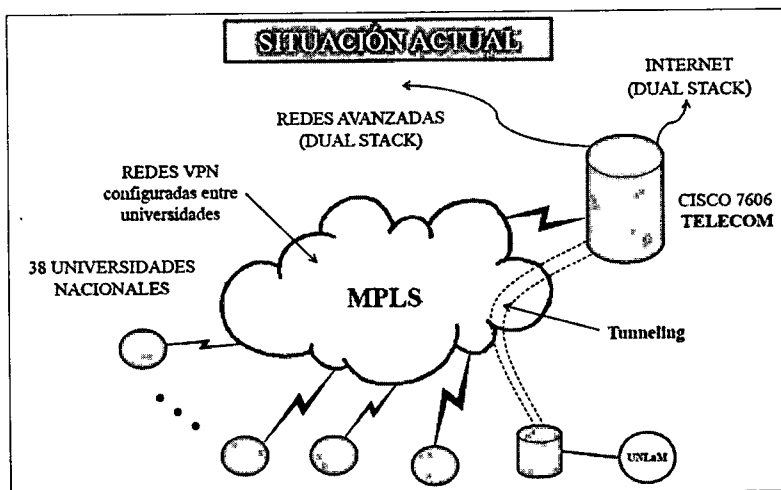 SITUACIÓN ACTUAL
INTERNET
(DUAL STACK)
REDES AVANZADAS
(DUAL STACK)
REDES VPN
configuradas entre
universidades
CISCO 7606
TELECOM
38 UNIVERSIDADES
NACIONALES
MPLS
Tunneling
UNLaM